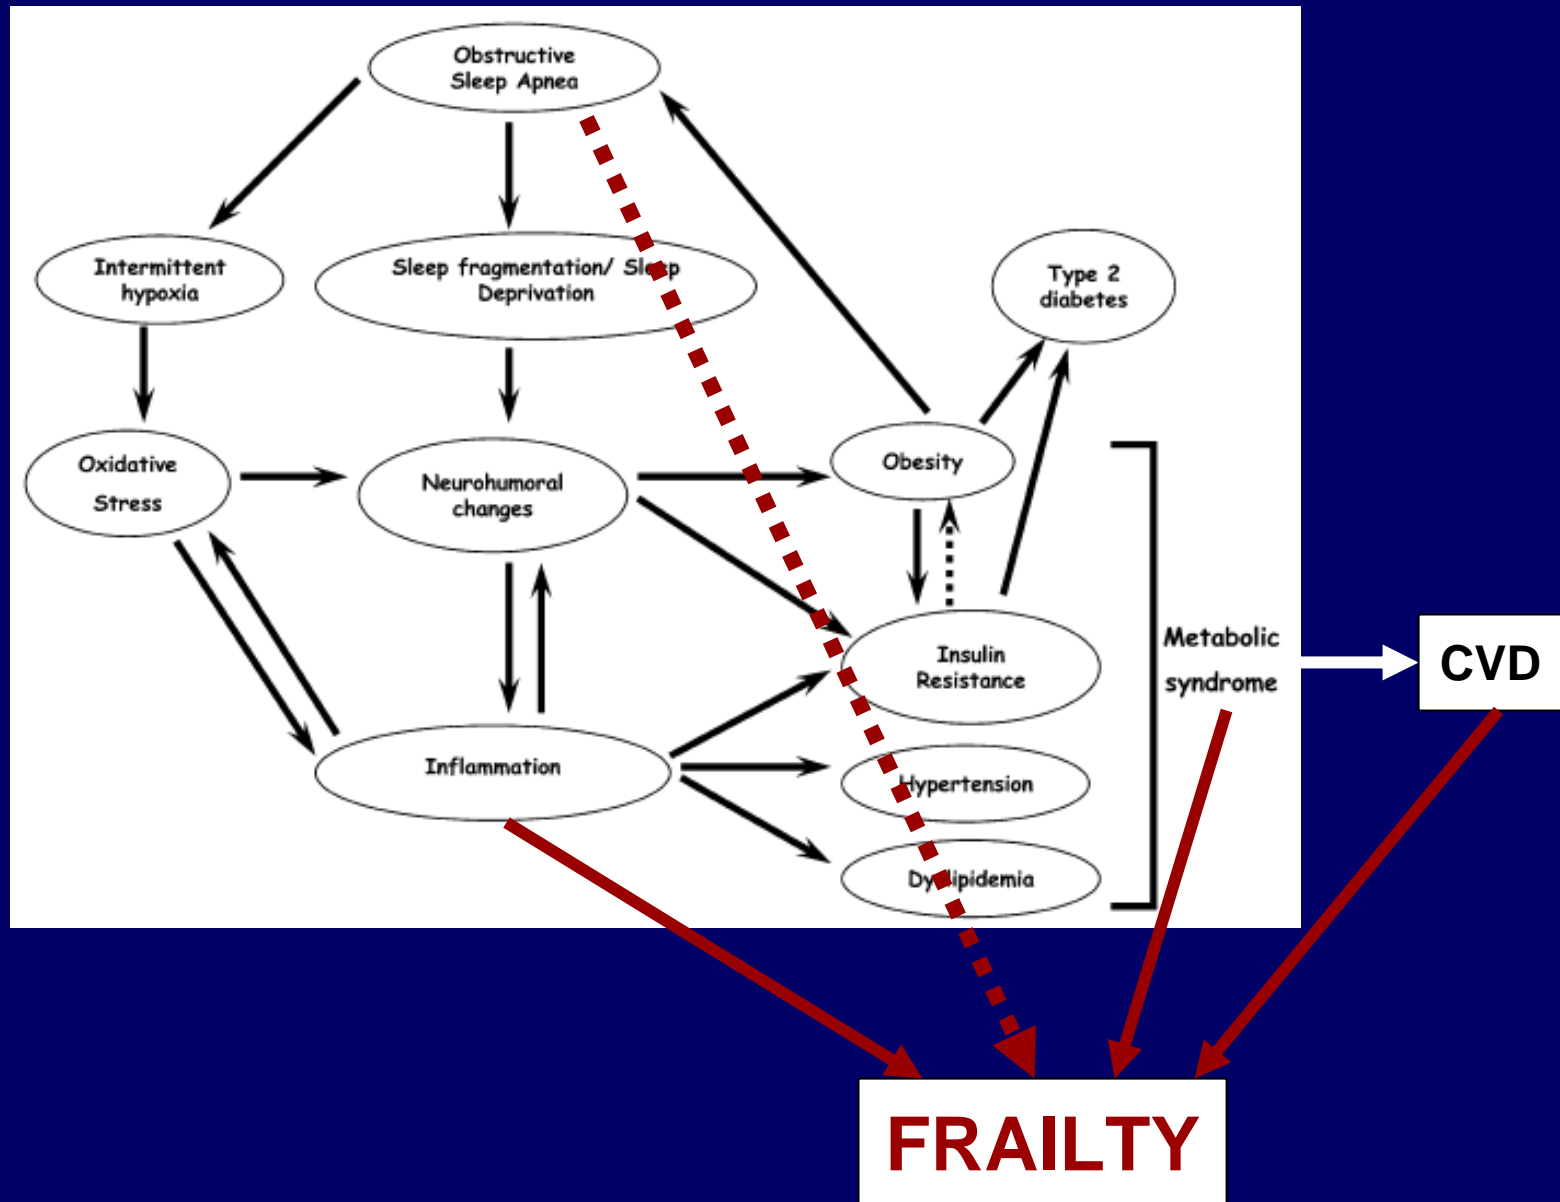 Obstructive
Sleep Apnea
Intermittent
hypoxia
Sleep fragmentation/ Sleep
Deprivation
Type 2
diabetes
Oxidative
Stress
Neurohumoral
changes
Obesity
Insulin
Resistance
Metabolic
syndrome
CVD
Inflammation
Hypertension
Dyslipidemia
FRAILTY